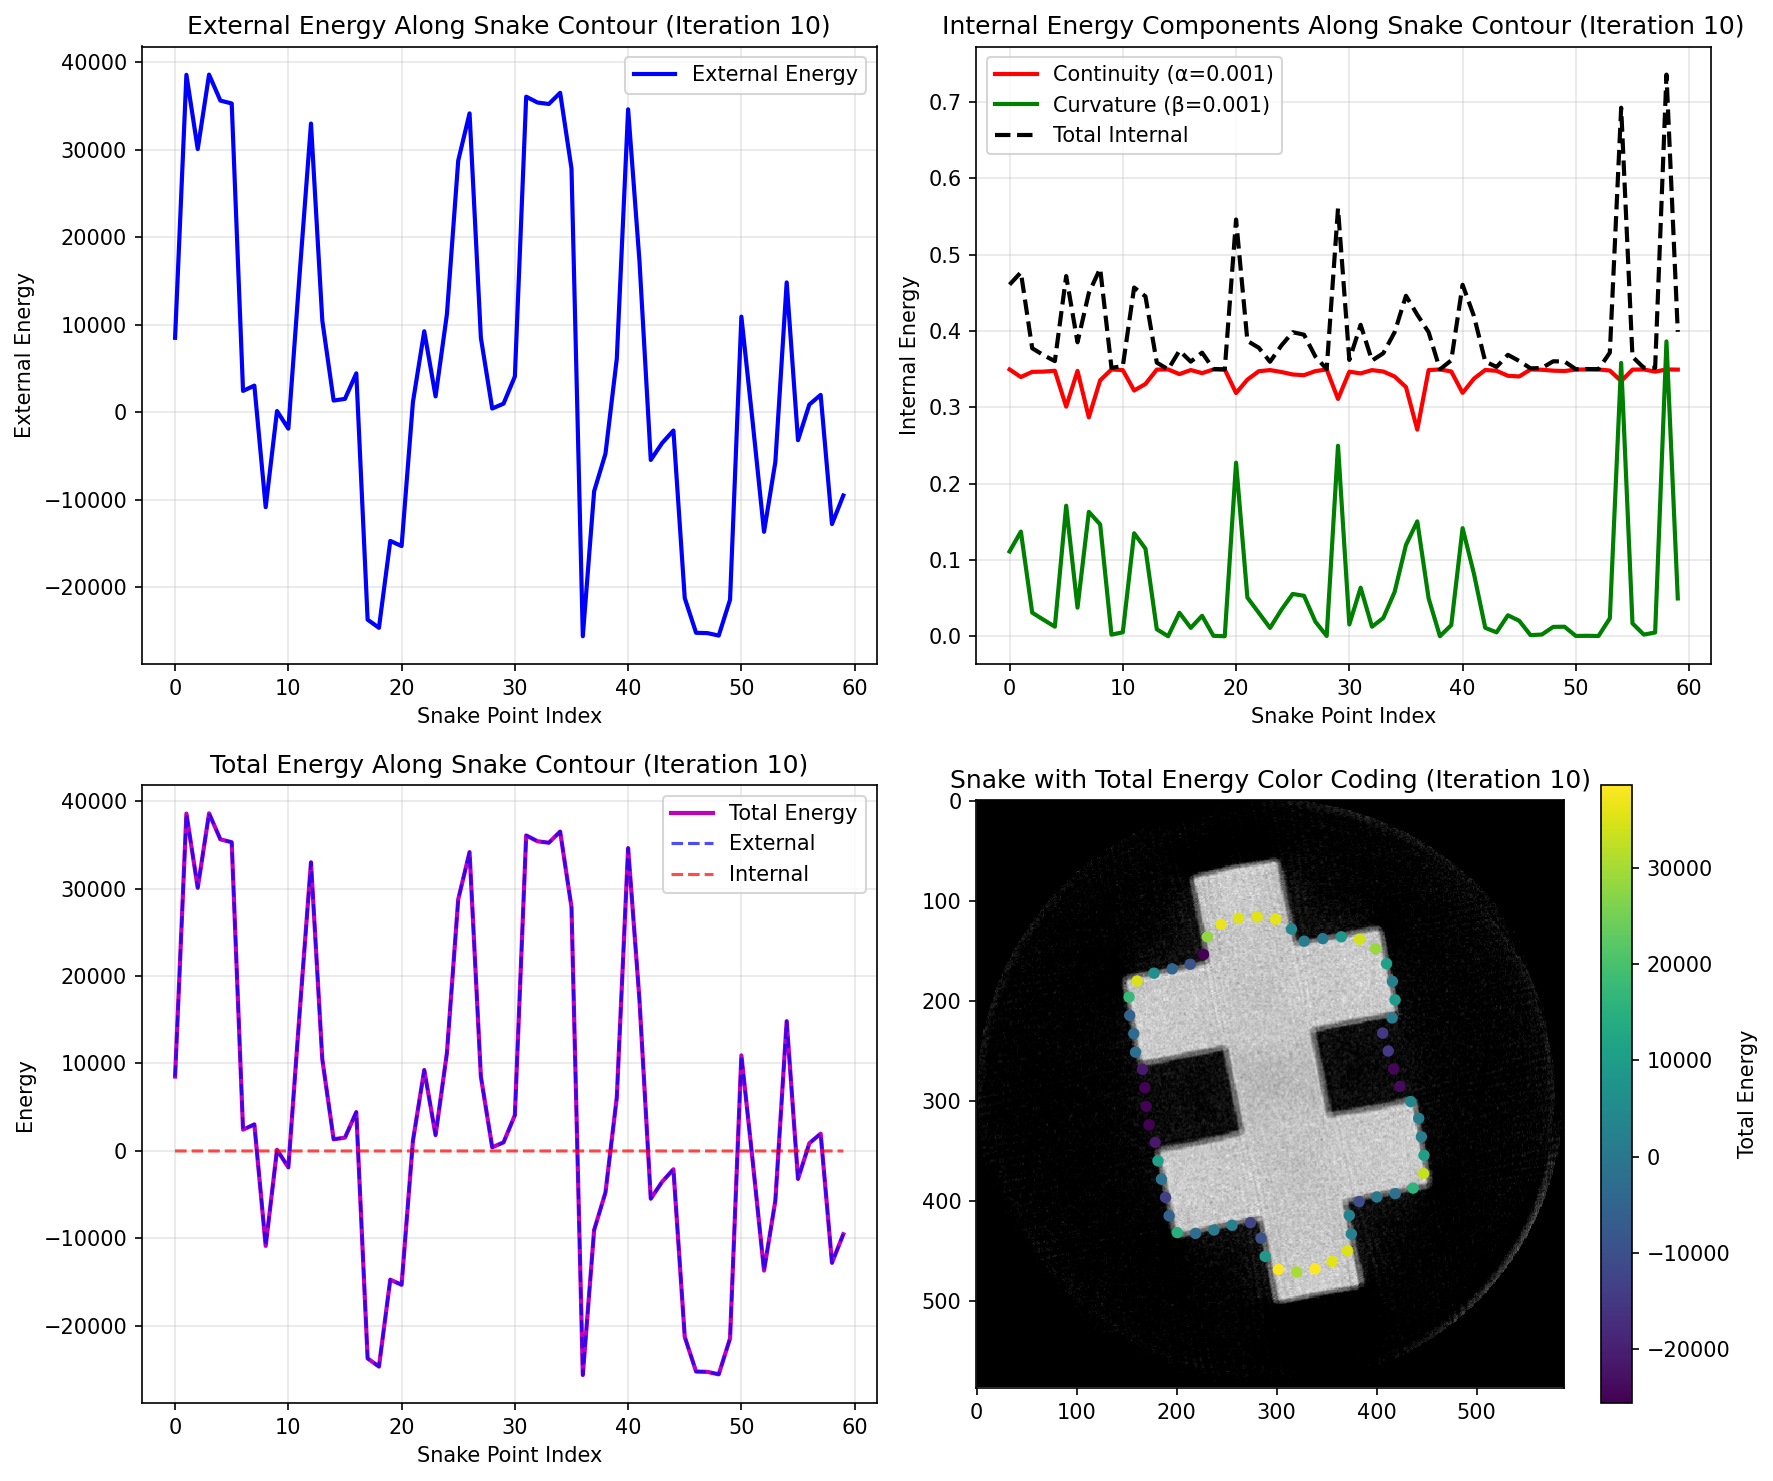 External Energy Along Snake Contour (Iteration 10)
External Energy
40000
30000
20000
10000
0
−10000
−20000
External Energy
0 10 20 30 40 50 60
Snake Point Index
Internal Energy Components Along Snake Contour (Iteration 10)
Continuity (α=0.001)
Curvature (β=0.001)
Total Internal
0.7
0.6
0.5
0.4
0.3
0.2
0.1
0.0
Internal Energy
0 10 20 30 40 50 60
Snake Point Index
Total Energy Along Snake Contour (Iteration 10)
Total Energy
External
Internal
40000
30000
20000
10000
0
−10000
−20000
Energy
0 10 20 30 40 50 60
Snake Point Index
Snake with Total Energy Color Coding (Iteration 10)
0
100
200
300
400
500
0 100 200 300 400 500
30000
20000
10000
0
−10000
−20000
Total Energy